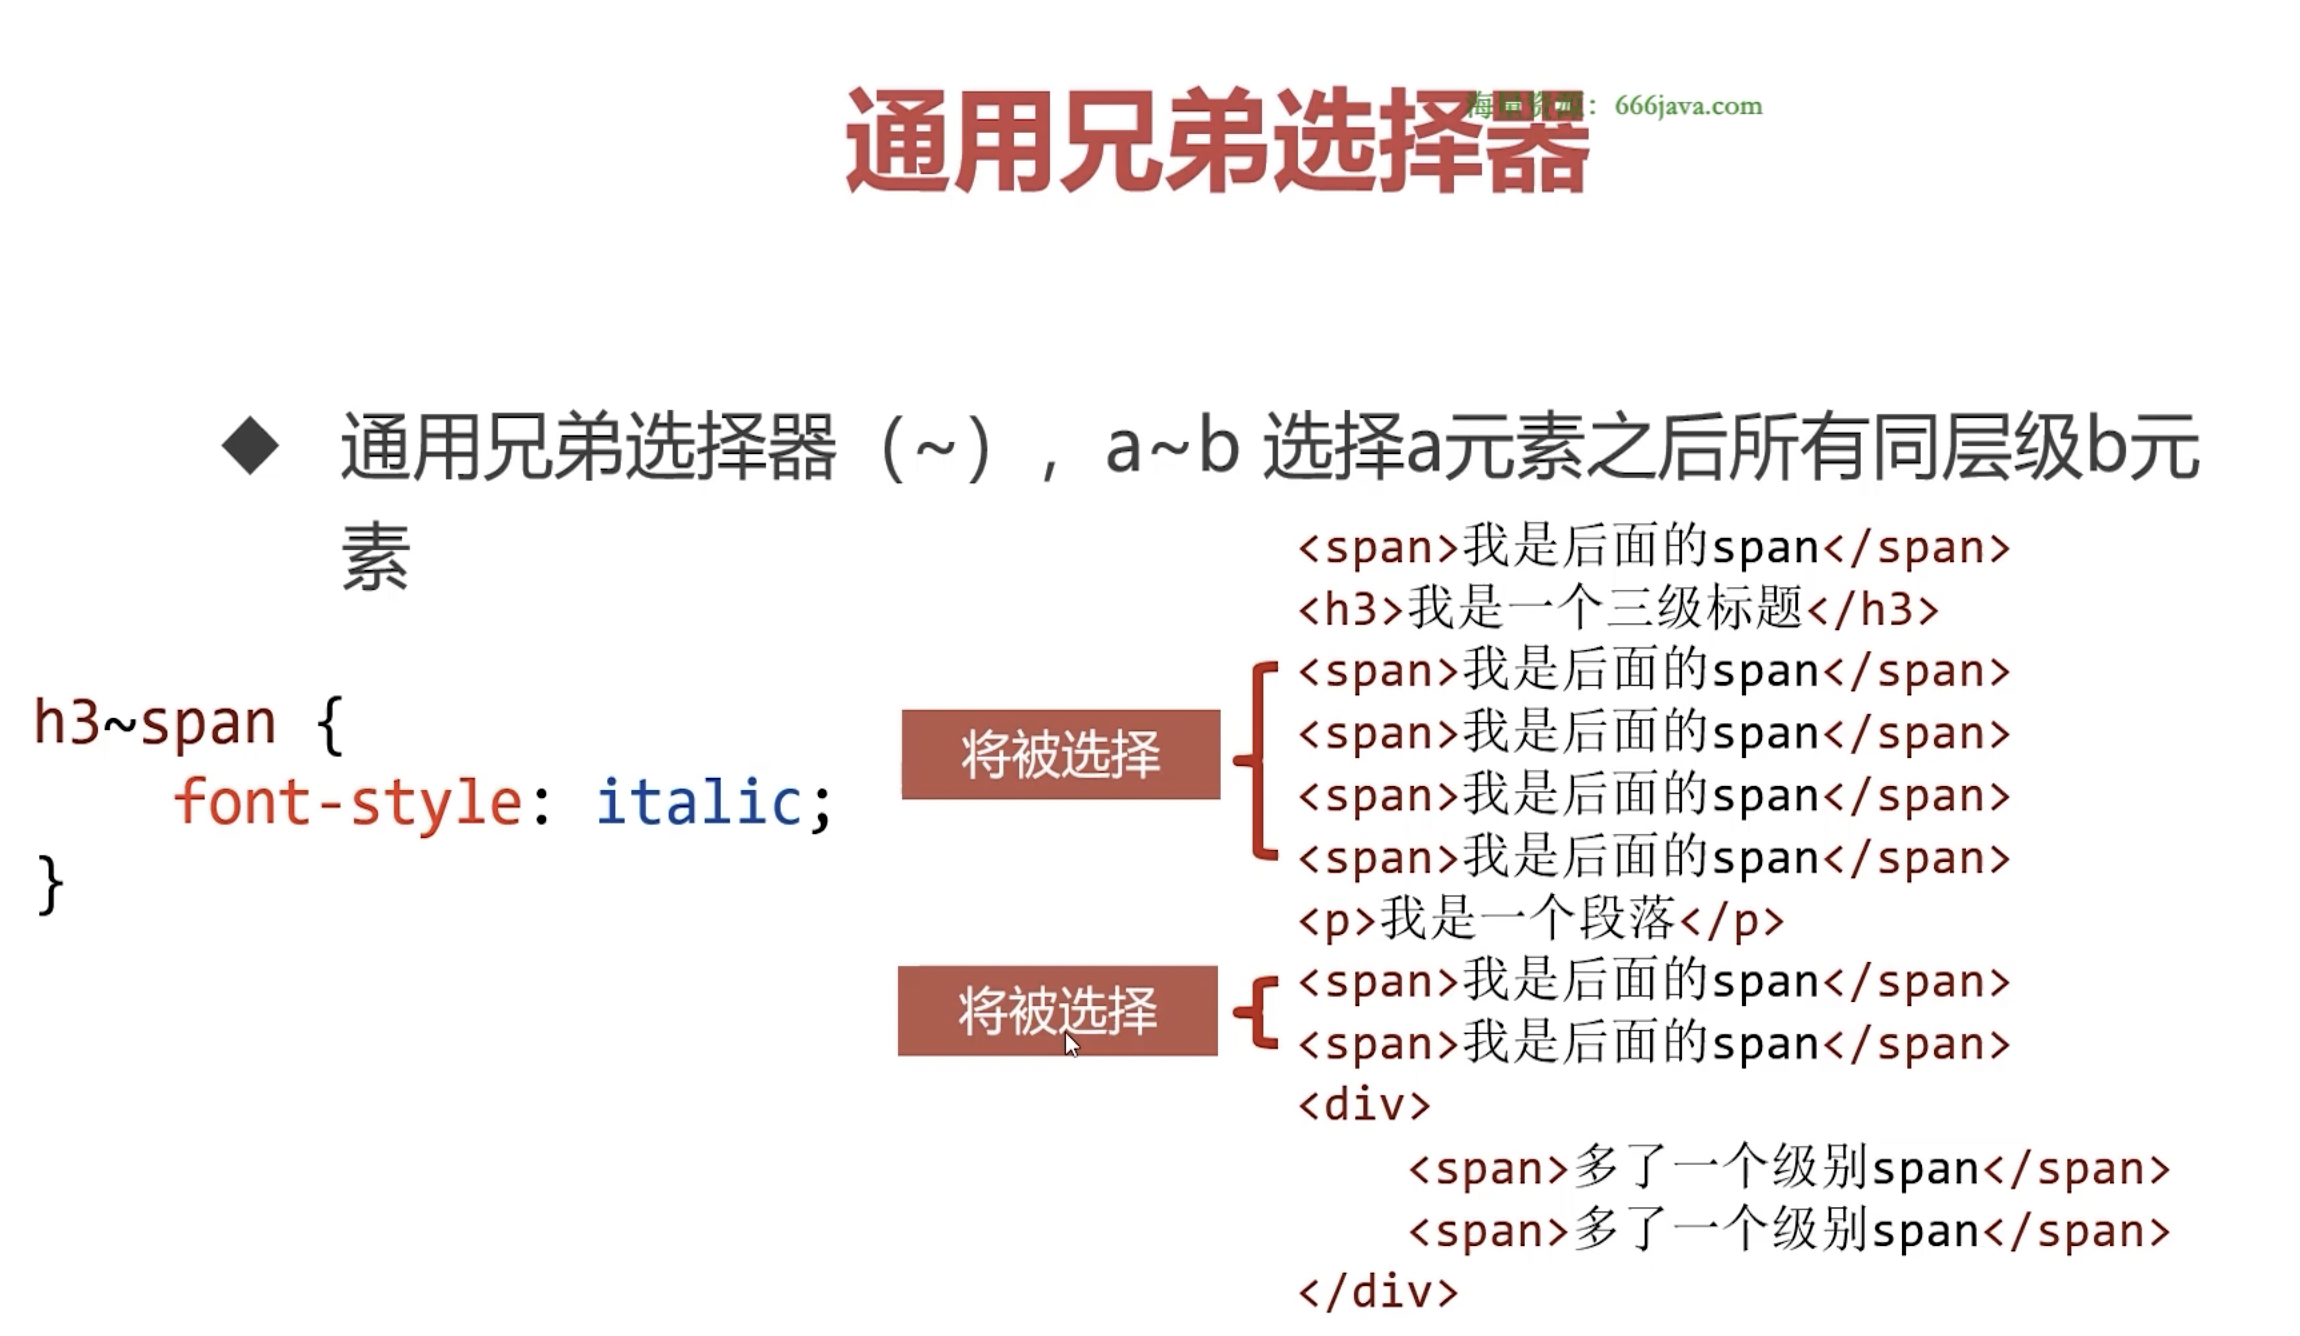 通用兄弟选择器
海量资源：666java.com
◆ 通用兄弟选择器（~），a~b 选择a元素之后所有同层级b元
素
h3~span {
    font-style: italic;
}
将被选择
将被选择
<span>我是后面的span</span>
<h3>我是一个三级标题</h3>
<span>我是后面的span</span>
<span>我是后面的span</span>
<span>我是后面的span</span>
<span>我是后面的span</span>
<p>我是一个段落</p>
<span>我是后面的span</span>
<span>我是后面的span</span>
<div>
    <span>多了一个级别span</span>
    <span>多了一个级别span</span>
</div>